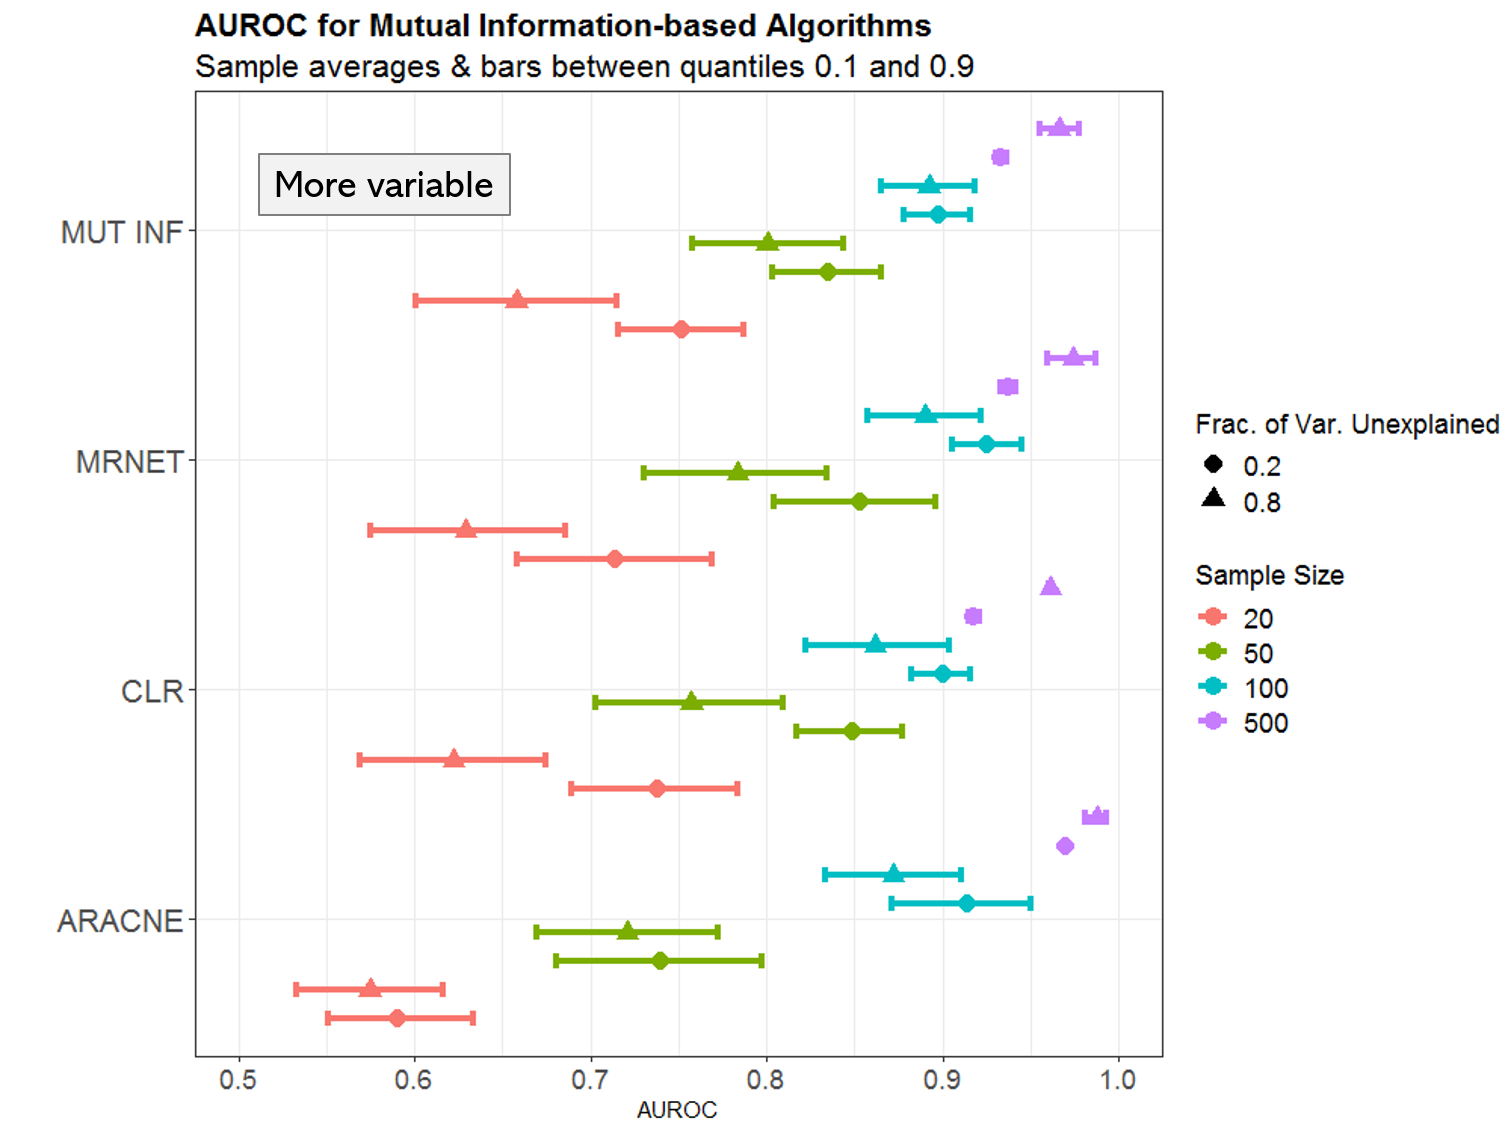 AUROC for Mutual Information-based Algorithms
Sample averages & bars between quantiles 0.1 and 0.9
More variable
MUT INF
MRNET
CLR
ARACNE
0.5 0.6 0.7 0.8 0.9 1.0
AUROC
Frac. of Var. Unexplained
0.2
0.8
Sample Size
20
50
100
500